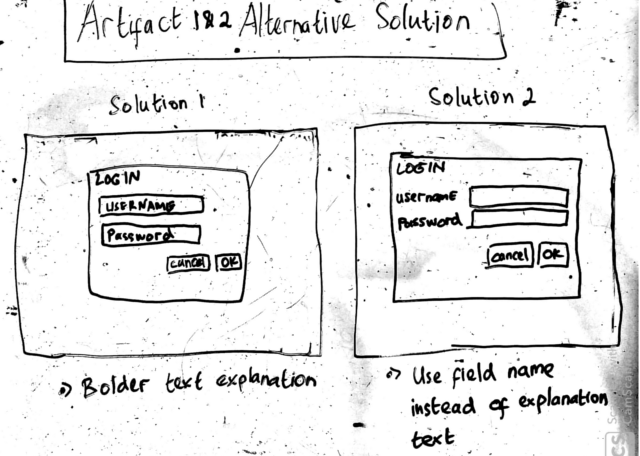 Artifact 1&2 Alternative Solution
Solution 1
LOGIN
USERNAME
Password
cancel OK
:) Bolder text explanation
Solution 2
LOGIN
username
Password
cancel OK
:) Use field name
instead of explanation
text
CS